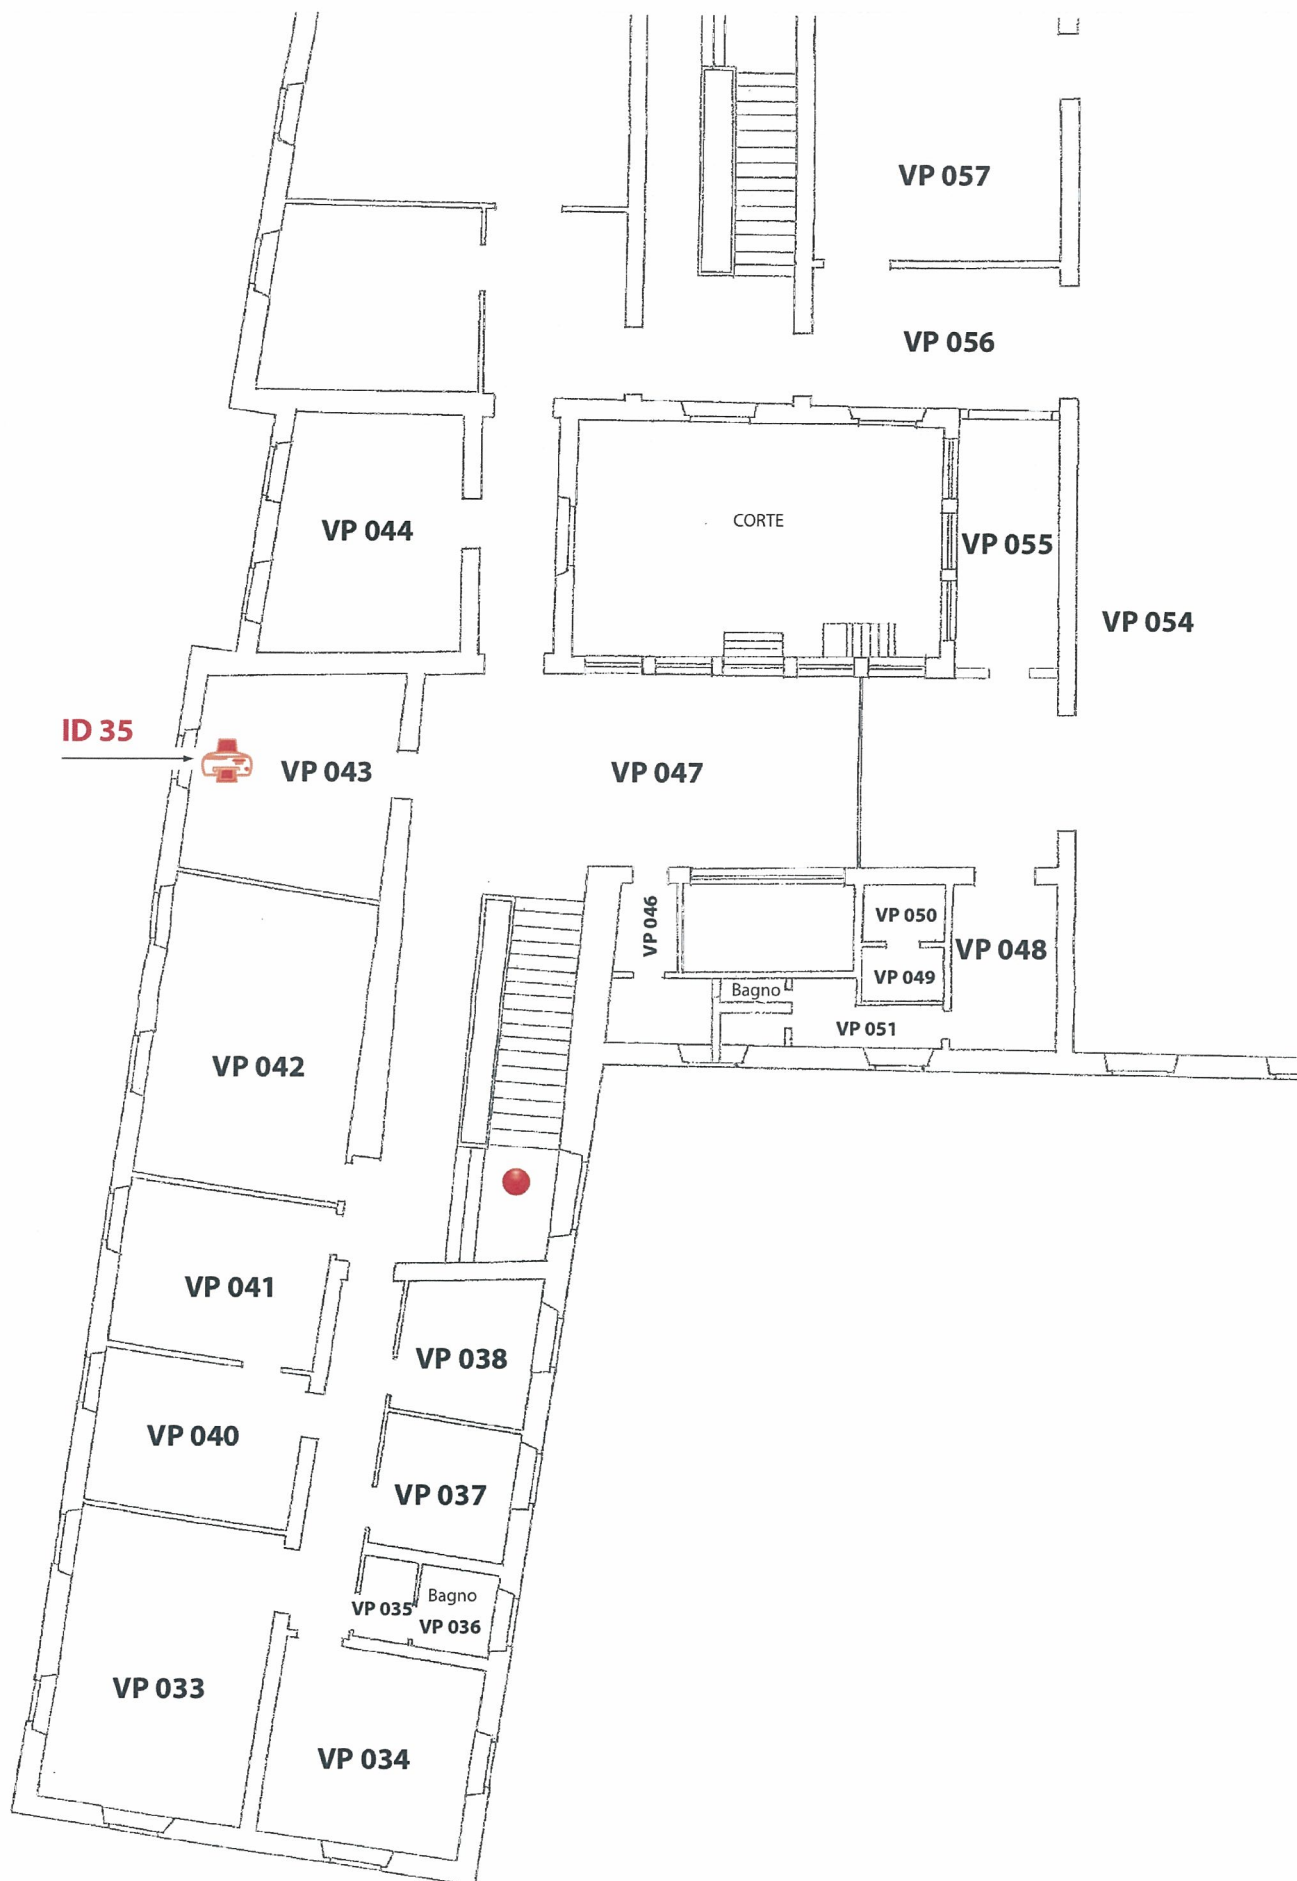 VP 057
VP 056
CORTE
VP 044
VP 055
VP 054
ID 35
VP 043
VP 047
VP 046
VP 050
VP 048
VP 049
Bagno
VP 051
VP 042
VP 041
VP 038
VP 040
VP 037
Bagno
VP 035
VP 036
VP 033
VP 034